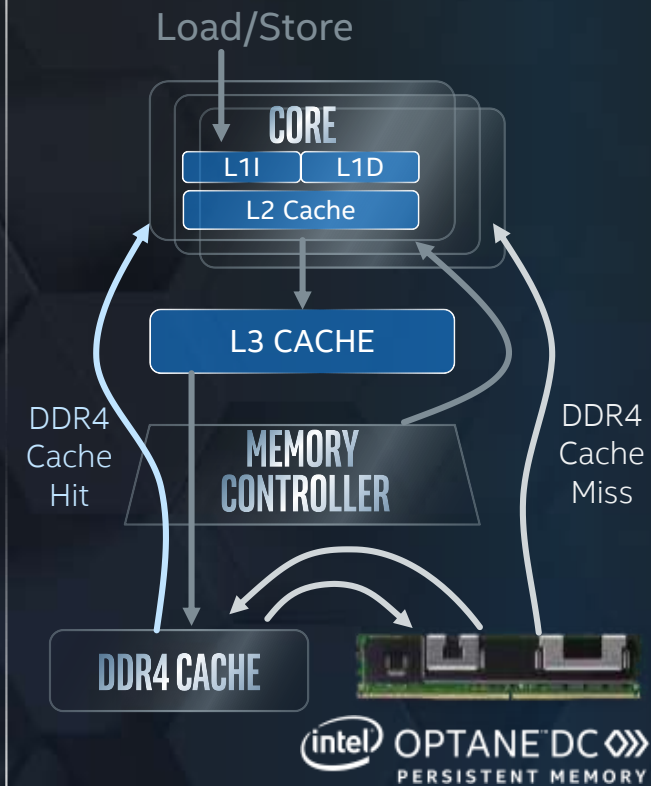 Load/Store
CORE
L1I
L1D
L2 Cache
L3 CACHE
DDR4
Cache
Hit
MEMORY
CONTROLLER
DDR4
Cache
Miss
DDR4 CACHE
intel OPTANE™ DC
PERSISTENT MEMORY